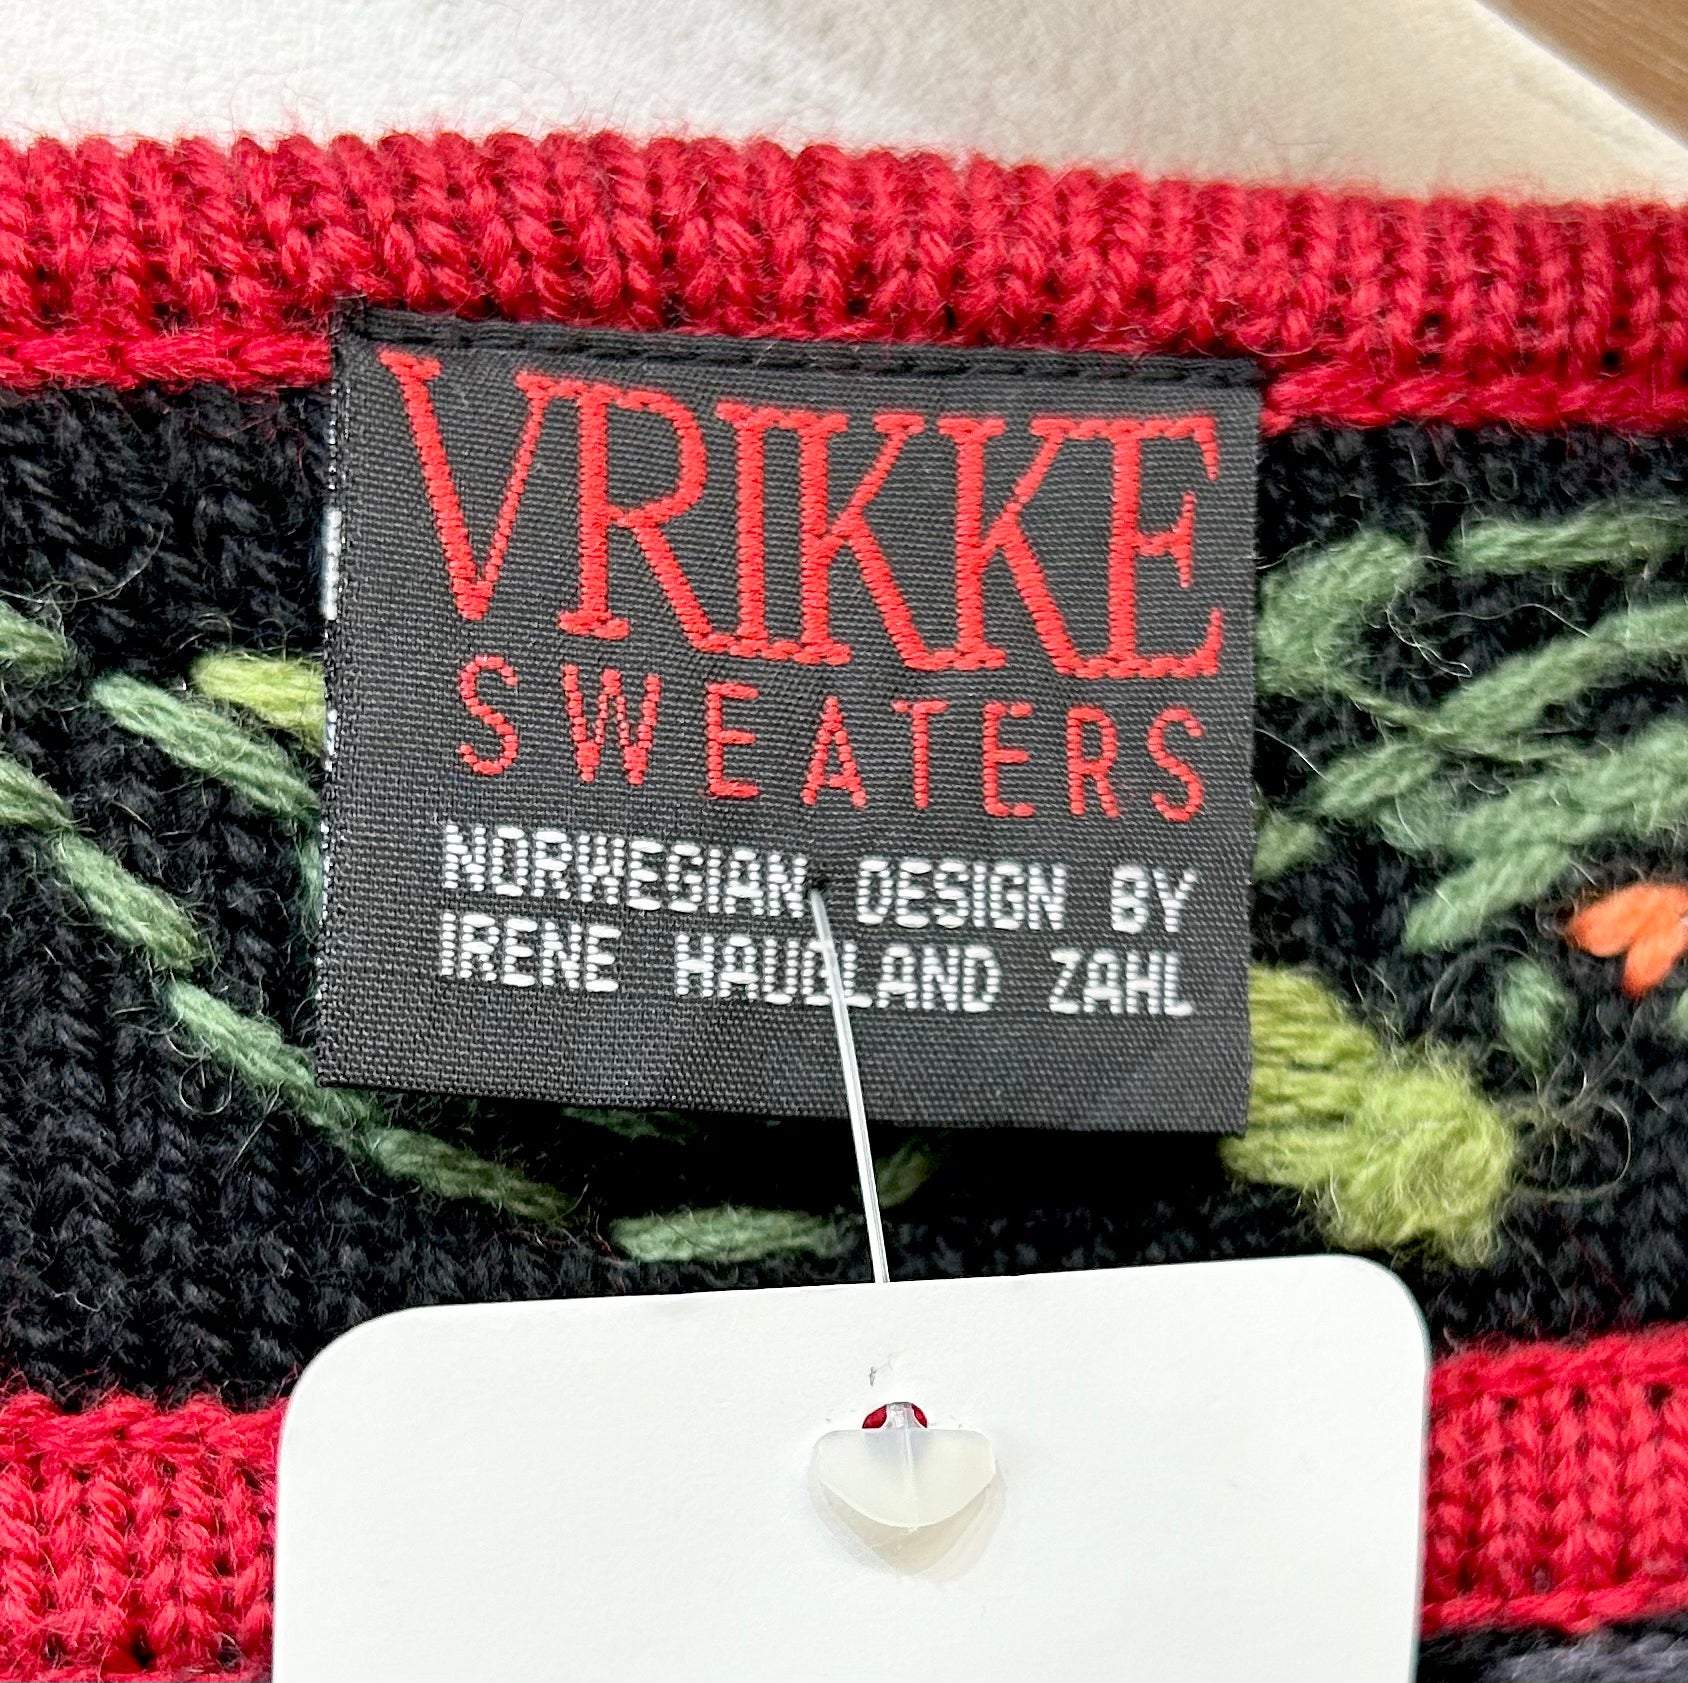 VRIKKE
SWEATERS
NORWEGIAN DESIGN BY
IRENE HAUGLAND ZAHL